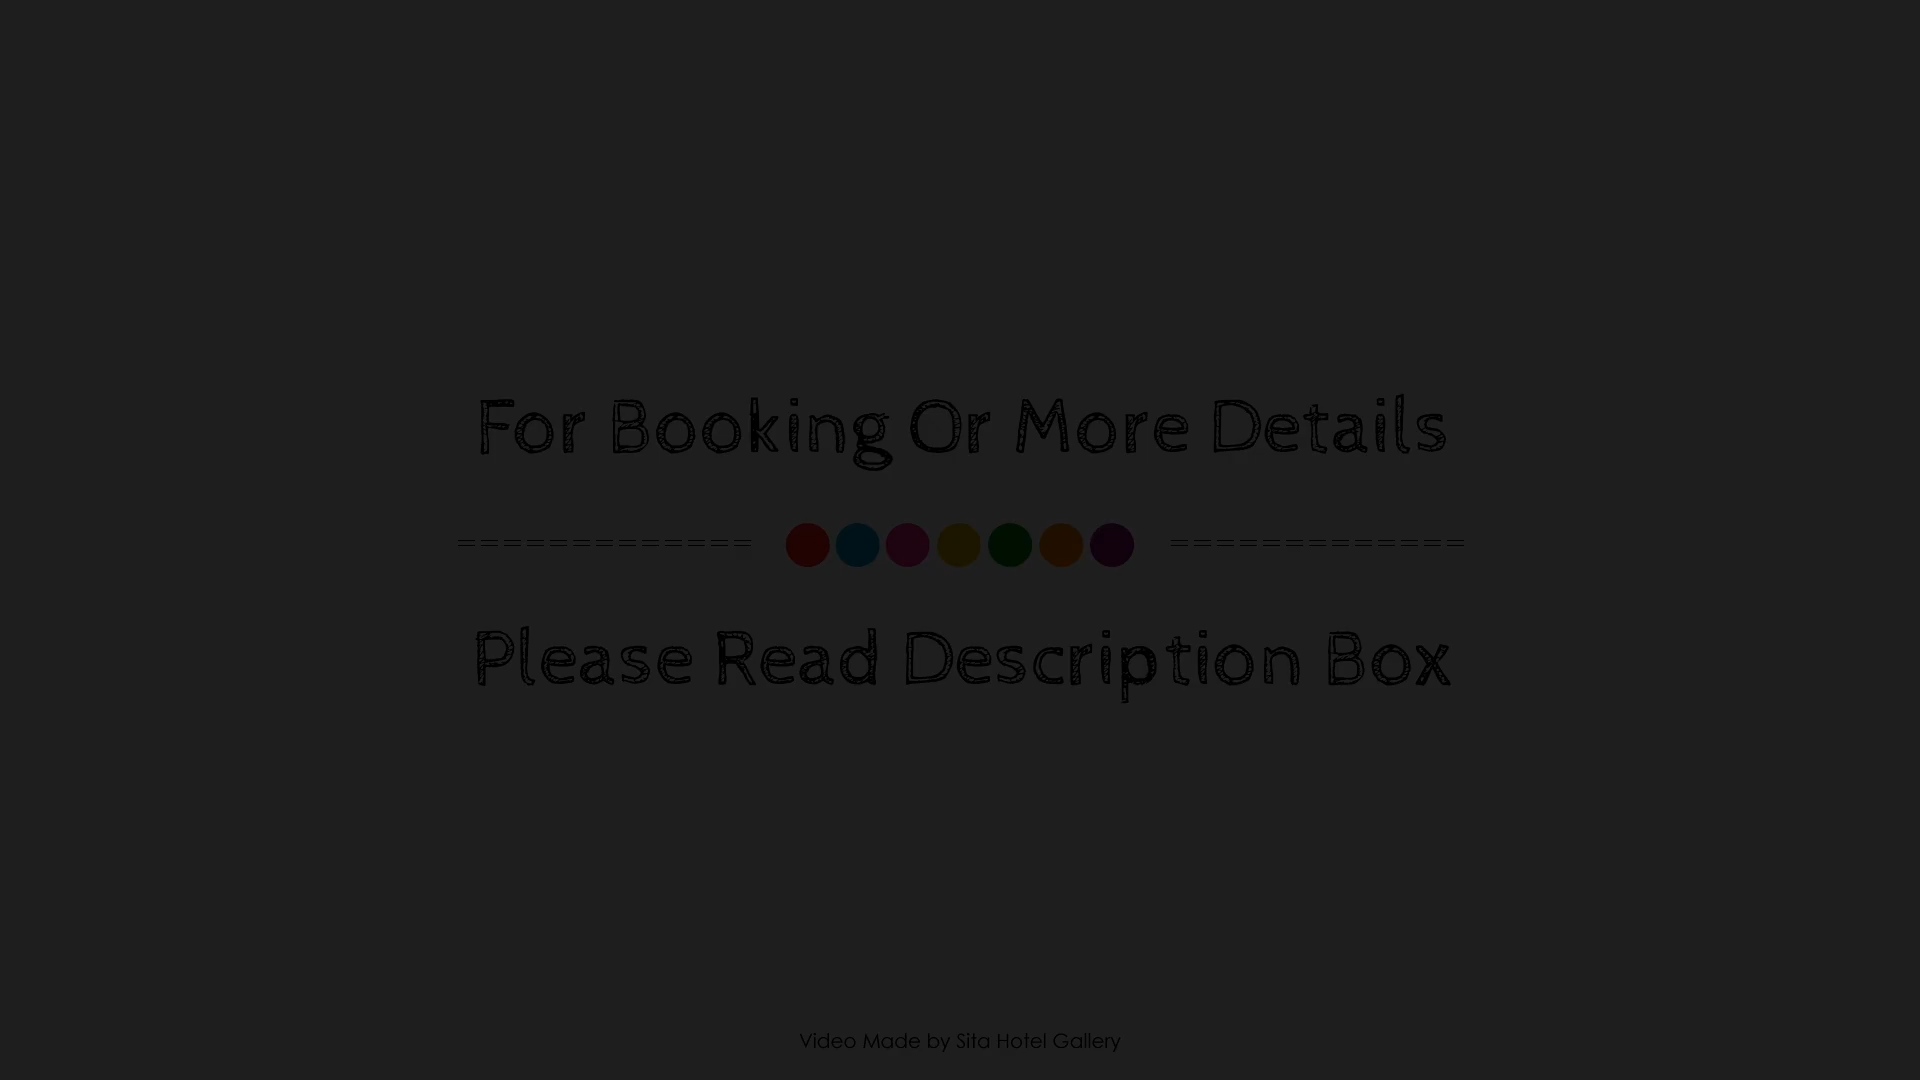 For Booking Or More Details
============= =============
Please Read Description Box
Video Made by Sita Hotel Gallery